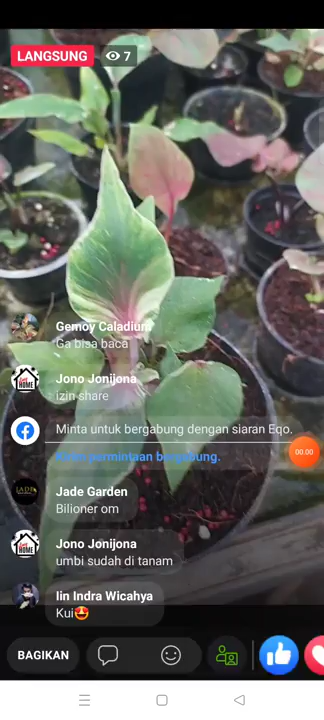 LANGSUNG 7
Gemoy Caladium
Ga bisa baca
Jono Jonijona
izin share
Minta untuk bergabung dengan siaran Eqo.
Kirim permintaan bergabung.
00.00
Jade Garden
Bilioner om
Jono Jonijona
umbi sudah di tanam
Iin Indra Wicahya
Kui😍
BAGIKAN